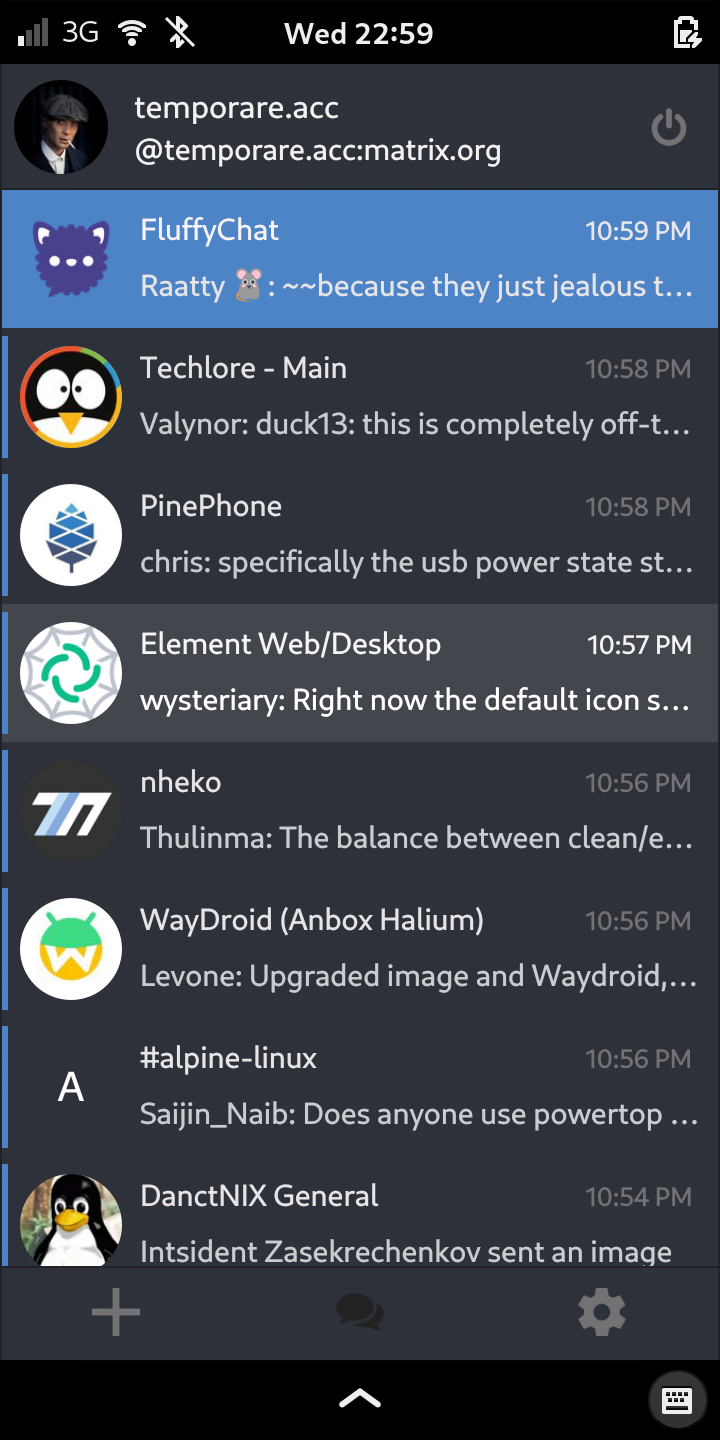 3G Wed 22:59
temporare.acc
@temporare.acc:matrix.org
FluffyChat 10:59 PM
Raatty 🐭: ~~because they just jealous t...
Techlore - Main 10:58 PM
Valynor: duck13: this is completely off-t...
PinePhone 10:58 PM
chris: specifically the usb power state st...
Element Web/Desktop 10:57 PM
wysteriary: Right now the default icon s...
nheko 10:56 PM
Thulinma: The balance between clean/e...
WayDroid (Anbox Halium) 10:56 PM
Levone: Upgraded image and Waydroid,...
A
#alpine-linux 10:56 PM
Saijin_Naib: Does anyone use powertop ...
DanctNIX General 10:54 PM
Intsident Zasekrechenkov sent an image